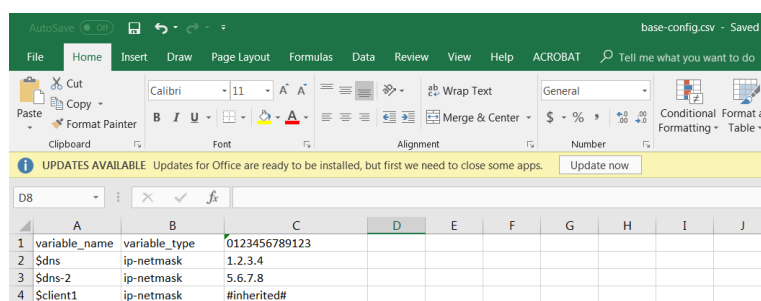 AutoSave Off base-config.csv - Saved
File Home Insert Draw Page Layout Formulas Data Review View Help ACROBAT Tell me what you want to do
Cut
Copy
Format Painter
Paste
Calibri 11 A A
B I U A
ab Wrap Text
Merge & Center
General
$ % , .00 .00
Conditional Formatting
Format a
Table
Clipboard Font Alignment Number
UPDATES AVAILABLE Updates for Office are ready to be installed, but first we need to close some apps. Update now
D8 fx
A B C D E F G H I J
1 variable_name variable_type 0123456789123
2 $dns ip-netmask 1.2.3.4
3 $dns-2 ip-netmask 5.6.7.8
4 $client1 ip-netmask #inherited#